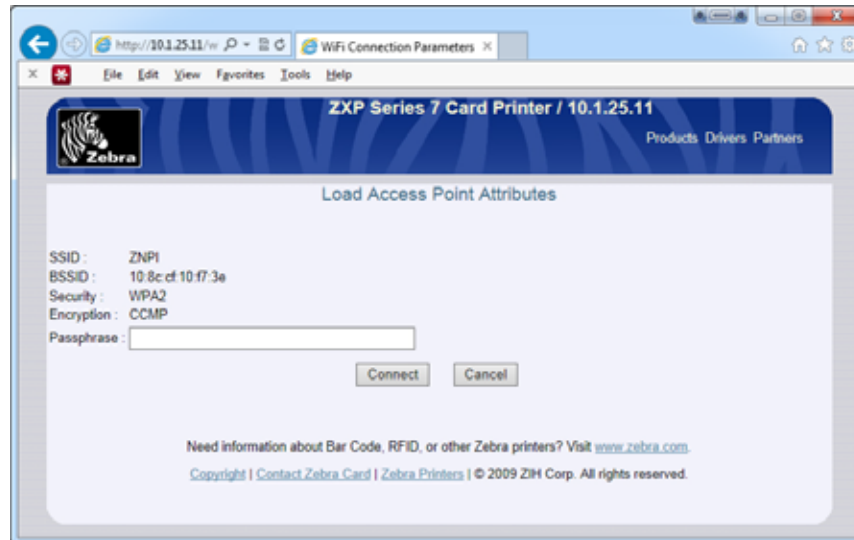 http://10.1.25.11/w
WiFi Connection Parameters
File Edit View Favorites Tools Help
ZXP Series 7 Card Printer / 10.1.25.11
Products Drivers Partners
Zebra
Load Access Point Attributes
SSID : ZNPI
BSSID : 10:8c:cf:10:f7:3e
Security : WPA2
Encryption : CCMP
Passphrase :
Connect Cancel
Need information about Bar Code, RFID, or other Zebra printers? Visit www.zebra.com.
Copyright | Contact Zebra Card | Zebra Printers | © 2009 ZIH Corp. All rights reserved.